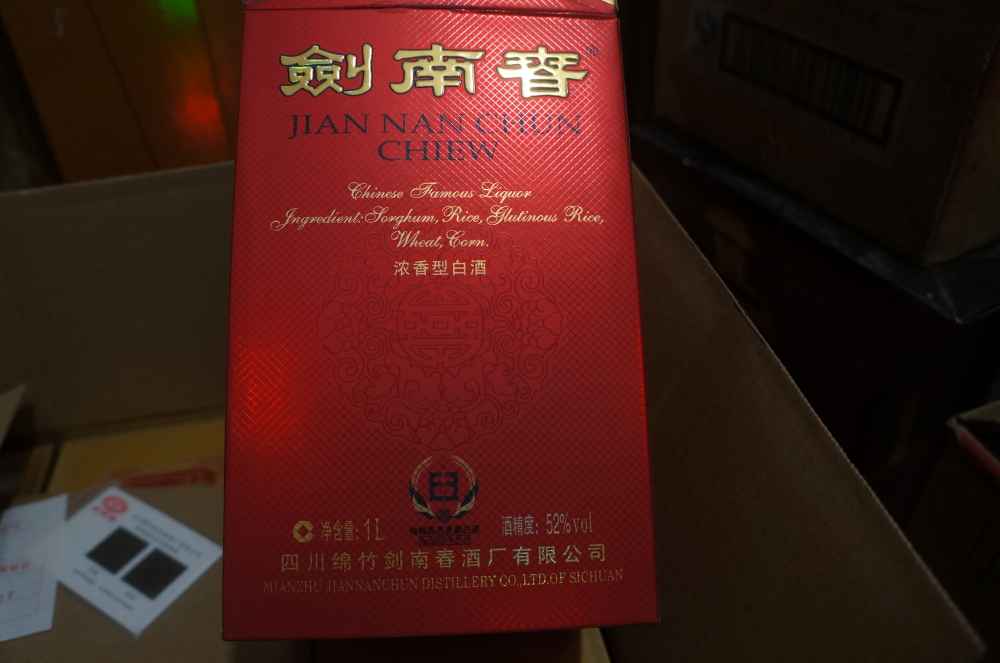 劍南春
JIAN NAN CHUN
CHIEW
Chinese Famous Liquor
Ingredient: Sorghum, Rice, Glutinous Rice,
Wheat, Corn.
浓香型白酒
净含量: 1L
酒精度: 52%vol
四川绵竹剑南春酒厂有限公司
MIANZHU JIANNANCHUN DISTILLERY CO.,LTD.OF SICHUAN